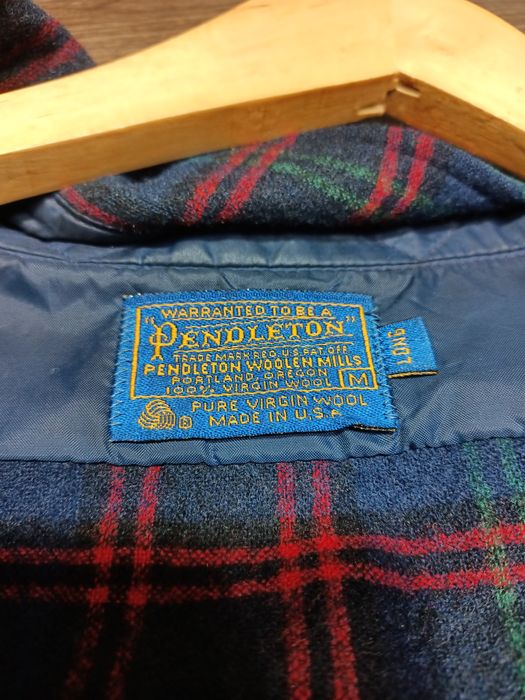 WARRANTED TO BE A
"PENDLETON"
TRADE MARK REG. U.S. PAT. OFF.
PENDLETON WOOLEN MILLS
PORTLAND, OREGON
100% VIRGIN WOOL M
PURE VIRGIN WOOL
R MADE IN U.S.A
LONG